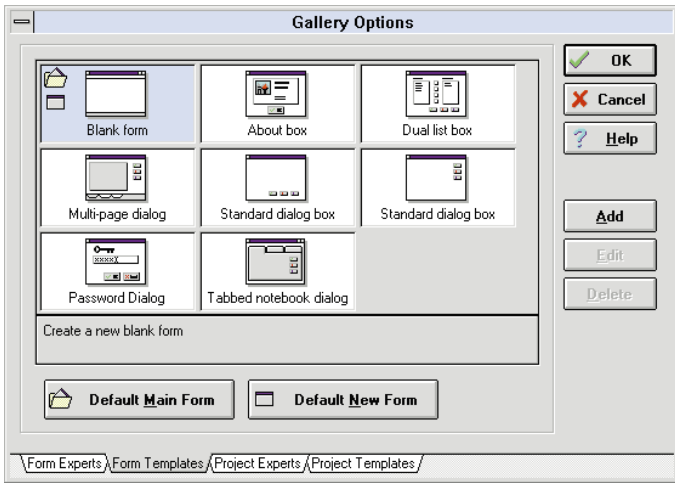 Gallery Options
OK
Cancel
Help
Add
Edit
Delete
Blank form
About box
Dual list box
Multi-page dialog
Standard dialog box
Standard dialog box
Password Dialog
Tabbed notebook dialog
Create a new blank form
Default Main Form
Default New Form
Form Experts
Form Templates
Project Experts
Project Templates